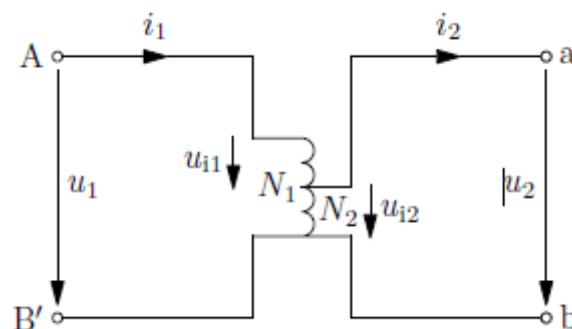 i₁ i₂
A a
uᵢ₁
u₁ N₁ u₂
N₂ uᵢ₂
B′ b